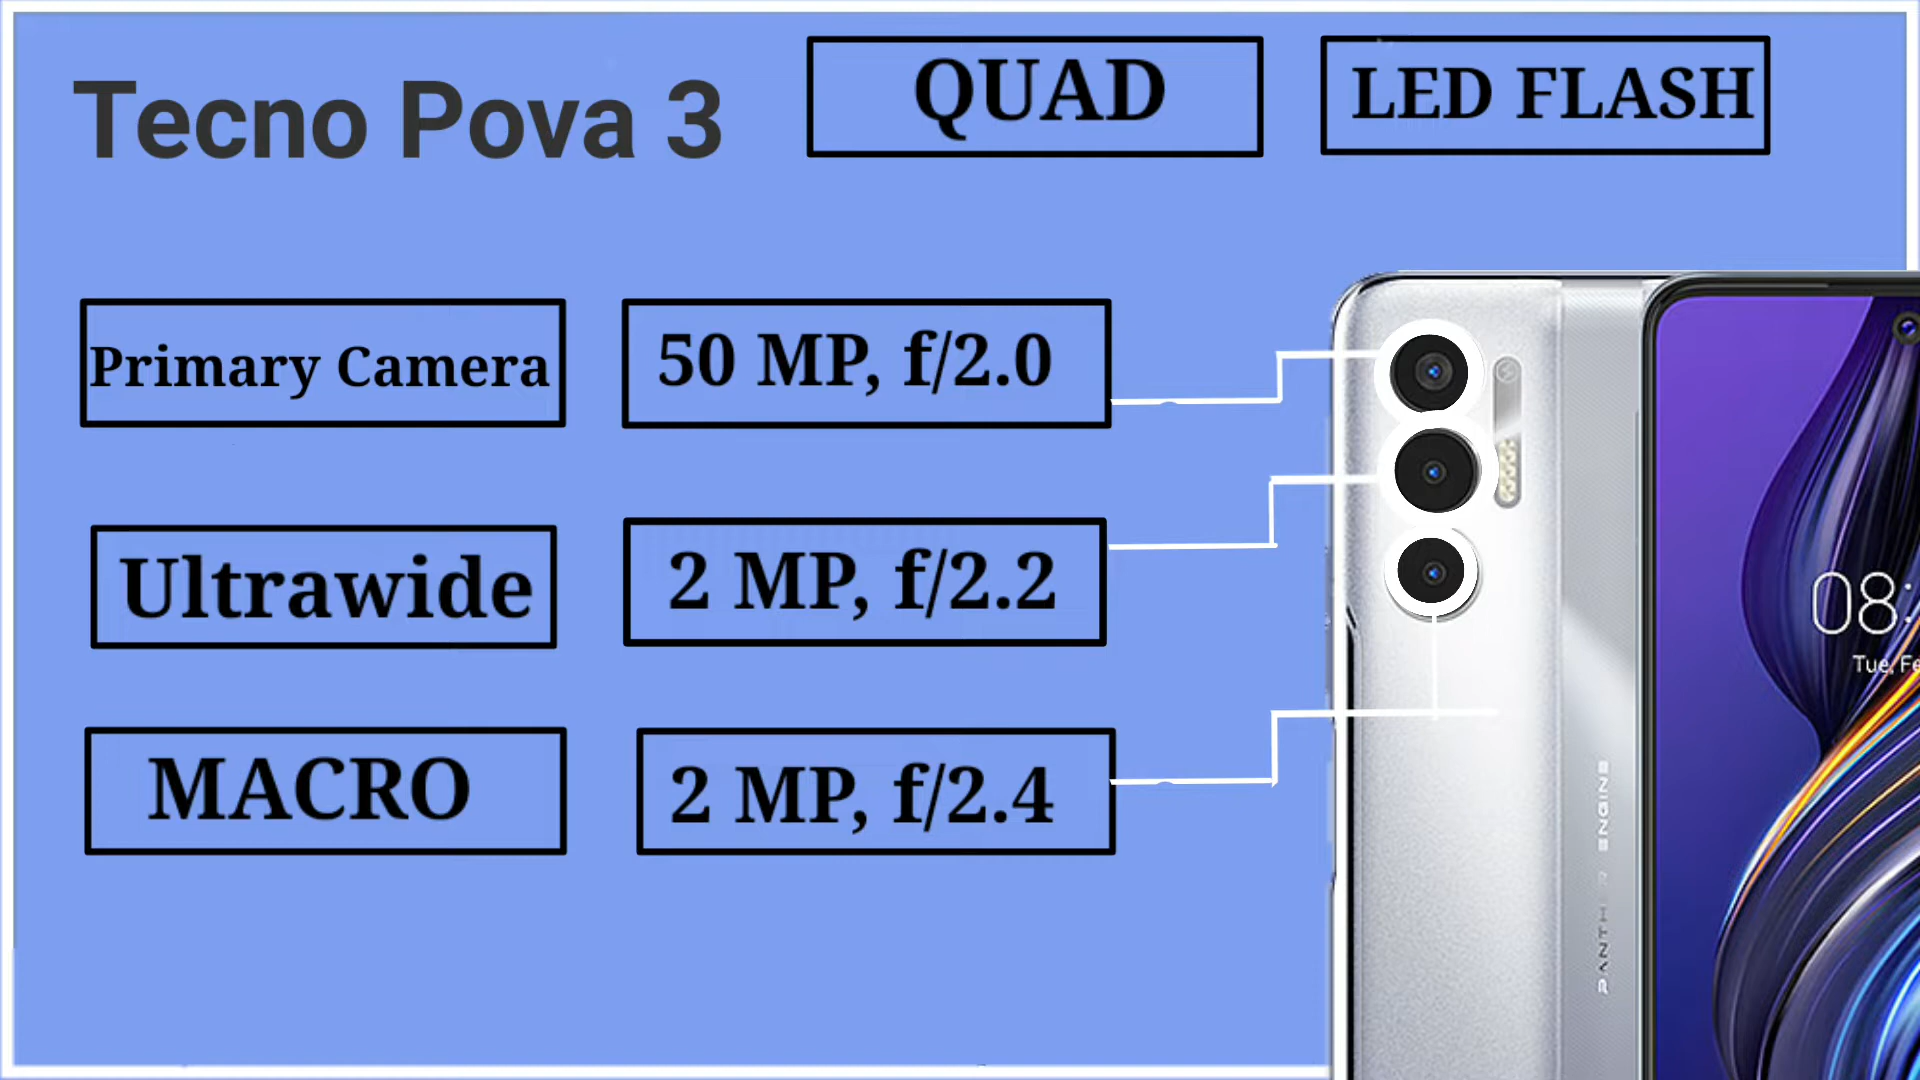 Tecno Pova 3
QUAD
LED FLASH
Primary Camera
50 MP, f/2.0
Ultrawide
2 MP, f/2.2
MACRO
2 MP, f/2.4
08:
Tue, Fe
ENGINE